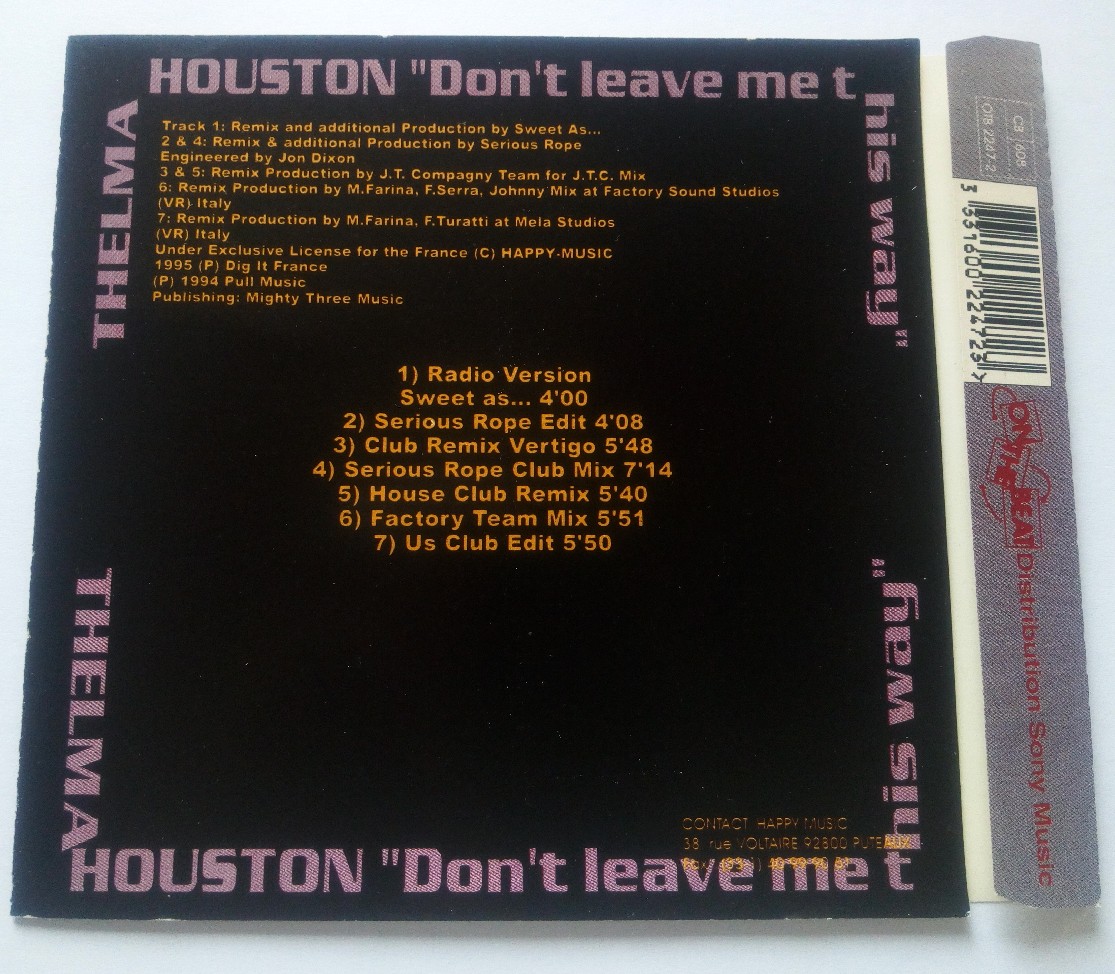 THELMA HOUSTON "Don't leave me this way"
Track 1: Remix and additional Production by Sweet As...
2 & 4: Remix & additional Production by Serious Rope
Engineered by Jon Dixon
3 & 5: Remix Production by J.T. Compagny Team for J.T.C. Mix
6: Remix Production by M.Farina, F.Serra, Johnny Mix at Factory Sound Studios
(VR) Italy
7: Remix Production by M.Farina, F.Turatti at Mela Studios
(VR) Italy
Under Exclusive License for the France (C) HAPPY-MUSIC
1995 (P) Dig It France
(P) 1994 Pull Music
Publishing: Mighty Three Music
1) Radio Version
Sweet as... 4'00
2) Serious Rope Edit 4'08
3) Club Remix Vertigo 5'48
4) Serious Rope Club Mix 7'14
5) House Club Remix 5'40
6) Factory Team Mix 5'51
7) Us Club Edit 5'50
CONTACT HAPPY MUSIC
38 rue VOLTAIRE 92800 PUTEAUX
THELMA HOUSTON "Don't leave me this way"
CB 608
OTB 2247-2
3 331600 224723 >
ON THE BEAT Distribution Sony Music